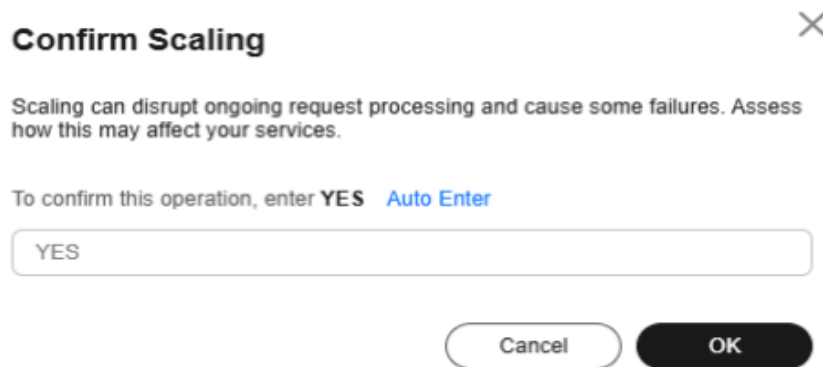 Confirm Scaling
Scaling can disrupt ongoing request processing and cause some failures. Assess
how this may affect your services.
To confirm this operation, enter YES Auto Enter
YES
Cancel OK